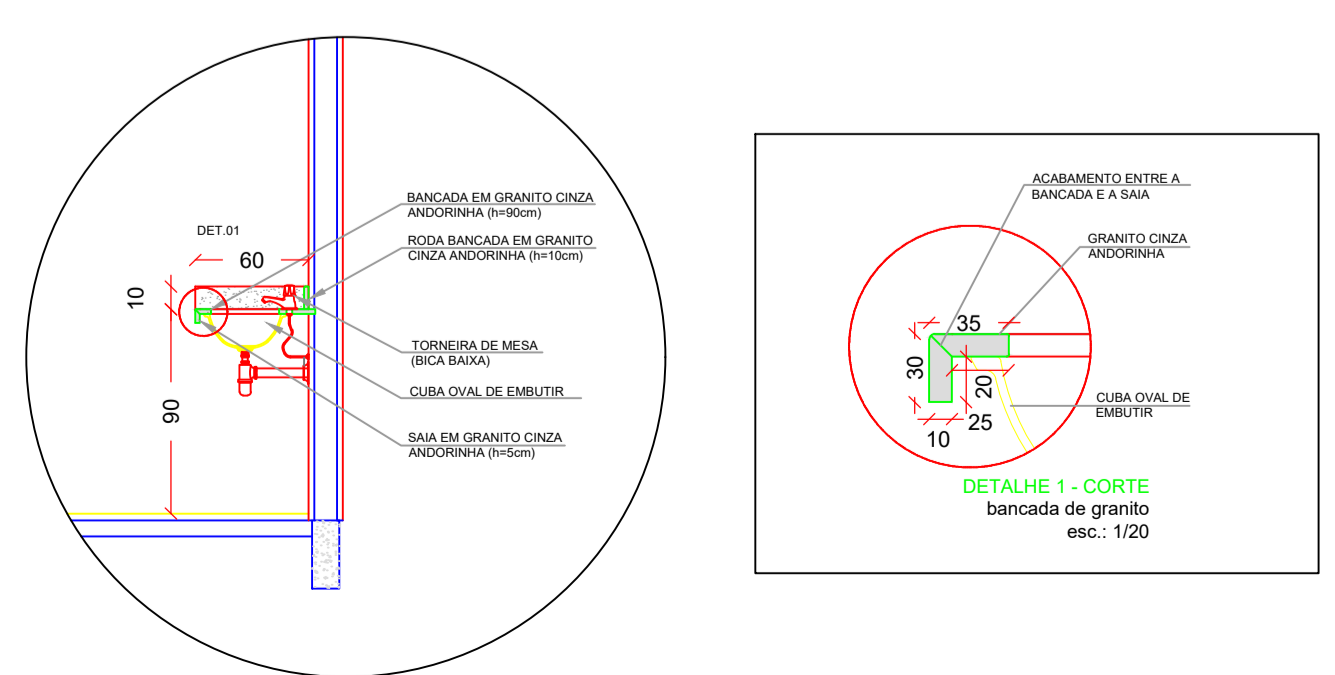 DET.01
60
10
90
BANCADA EM GRANITO CINZA
ANDORINHA (h=90cm)
RODA BANCADA EM GRANITO
CINZA ANDORINHA (h=10cm)
TORNEIRA DE MESA
(BICA BAIXA)
CUBA OVAL DE EMBUTIR
SAIA EM GRANITO CINZA
ANDORINHA (h=5cm)
ACABAMENTO ENTRE A
BANCADA E A SAIA
GRANITO CINZA
ANDORINHA
35
30
20
25
10
CUBA OVAL DE
EMBUTIR
DETALHE 1 - CORTE
bancada de granito
esc.: 1/20